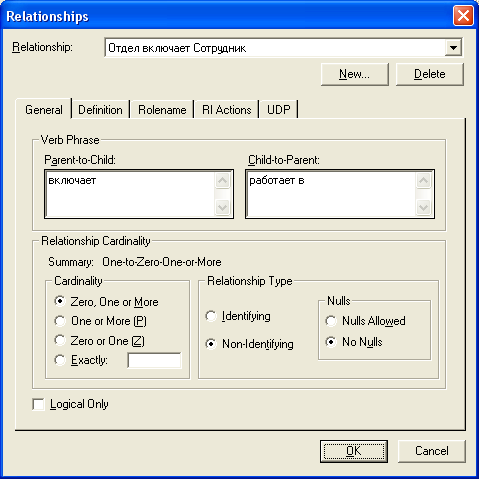 Relationships
Relationship: Отдел включает Сотрудник
New... Delete
General Definition Rolename RI Actions UDP
Verb Phrase
Parent-to-Child: Child-to-Parent:
включает работает в
Relationship Cardinality
Summary: One-to-Zero-One-or-More
Cardinality Relationship Type
Zero, One or More
One or More (P)
Zero or One (Z)
Exactly:
Identifying
Non-Identifying
Nulls
Nulls Allowed
No Nulls
Logical Only
OK Cancel